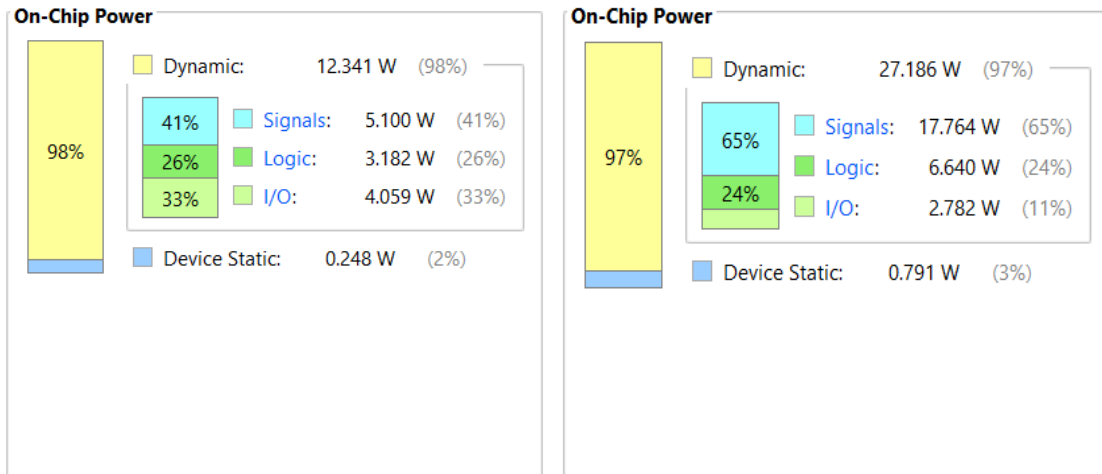 On-Chip Power
98%
Dynamic: 12.341 W (98%)
41%
26%
33%
Signals: 5.100 W (41%)
Logic: 3.182 W (26%)
I/O: 4.059 W (33%)
Device Static: 0.248 W (2%)
On-Chip Power
97%
Dynamic: 27.186 W (97%)
65%
24%
Signals: 17.764 W (65%)
Logic: 6.640 W (24%)
I/O: 2.782 W (11%)
Device Static: 0.791 W (3%)